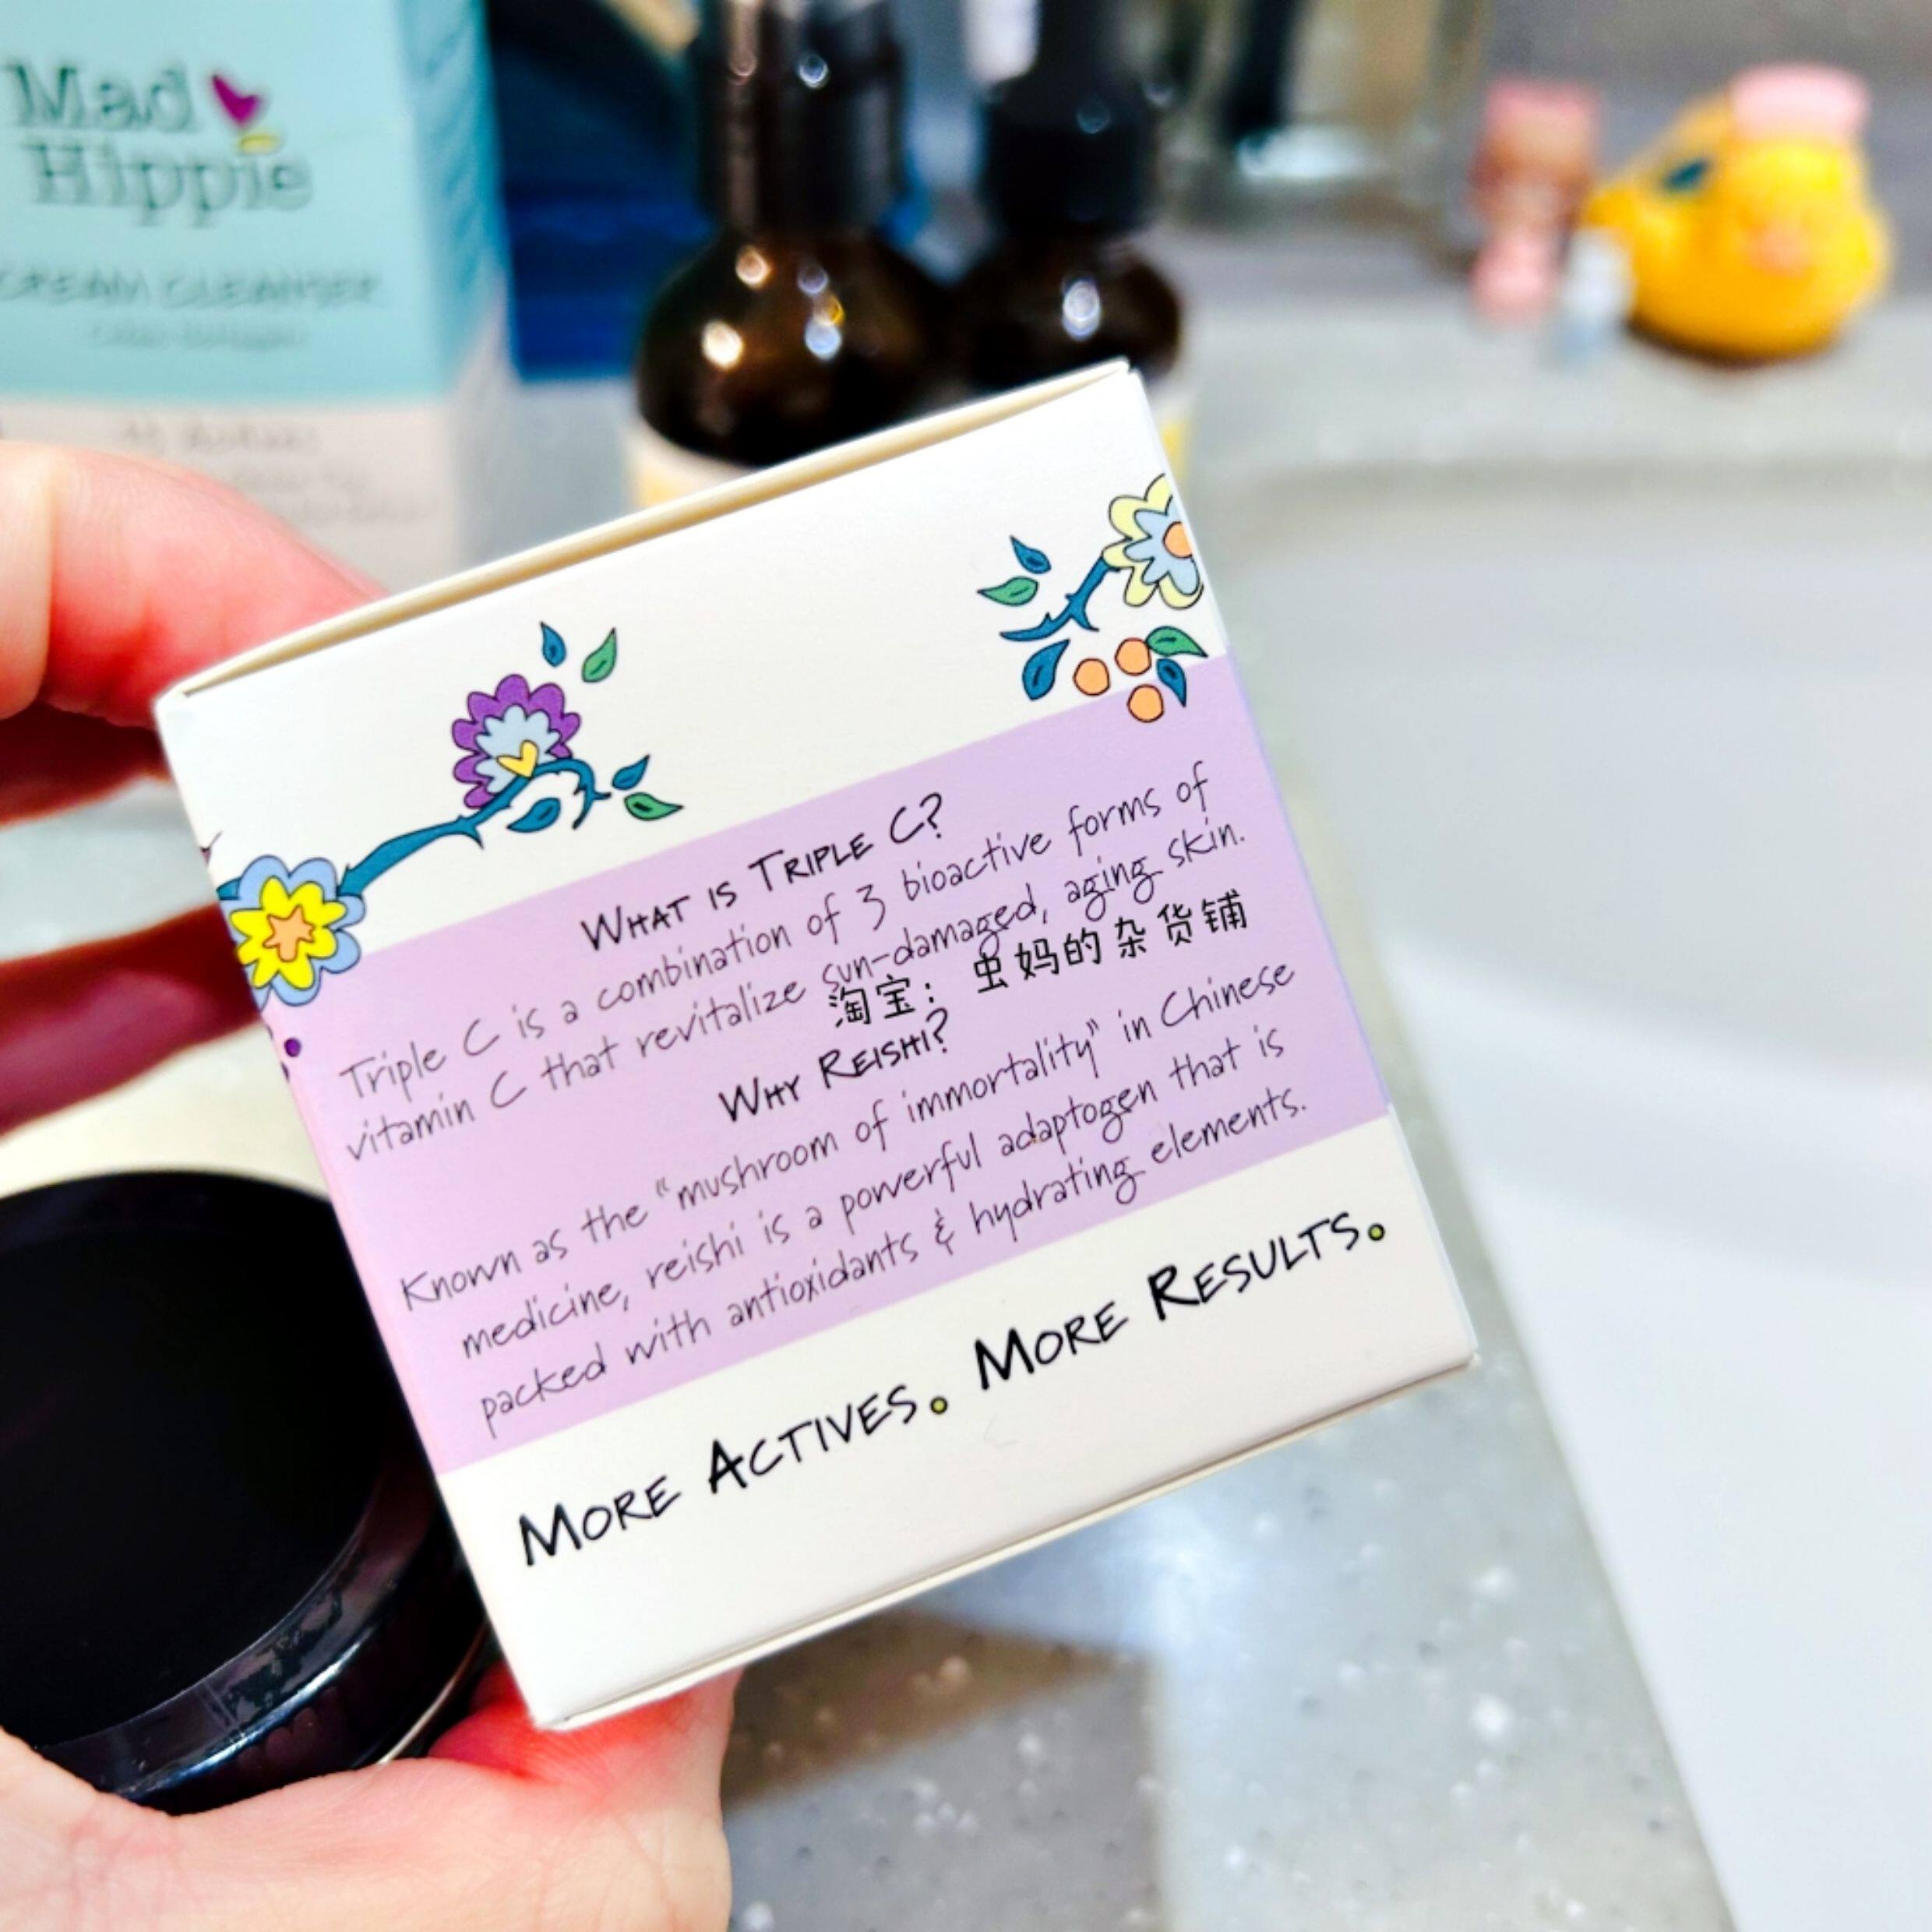 Mad
Hippie
CREAM CLEANSER
WHAT IS TRIPLE C?
Triple C is a combination of 3 bioactive forms of
vitamin C that revitalize sun-damaged, aging skin.
淘宝： 虫妈的杂货铺
WHY REISHI?
Known as the “mushroom of immortality” in Chinese
medicine, reishi is a powerful adaptogen that is
packed with antioxidants & hydrating elements.
MORE ACTIVES. MORE RESULTS.